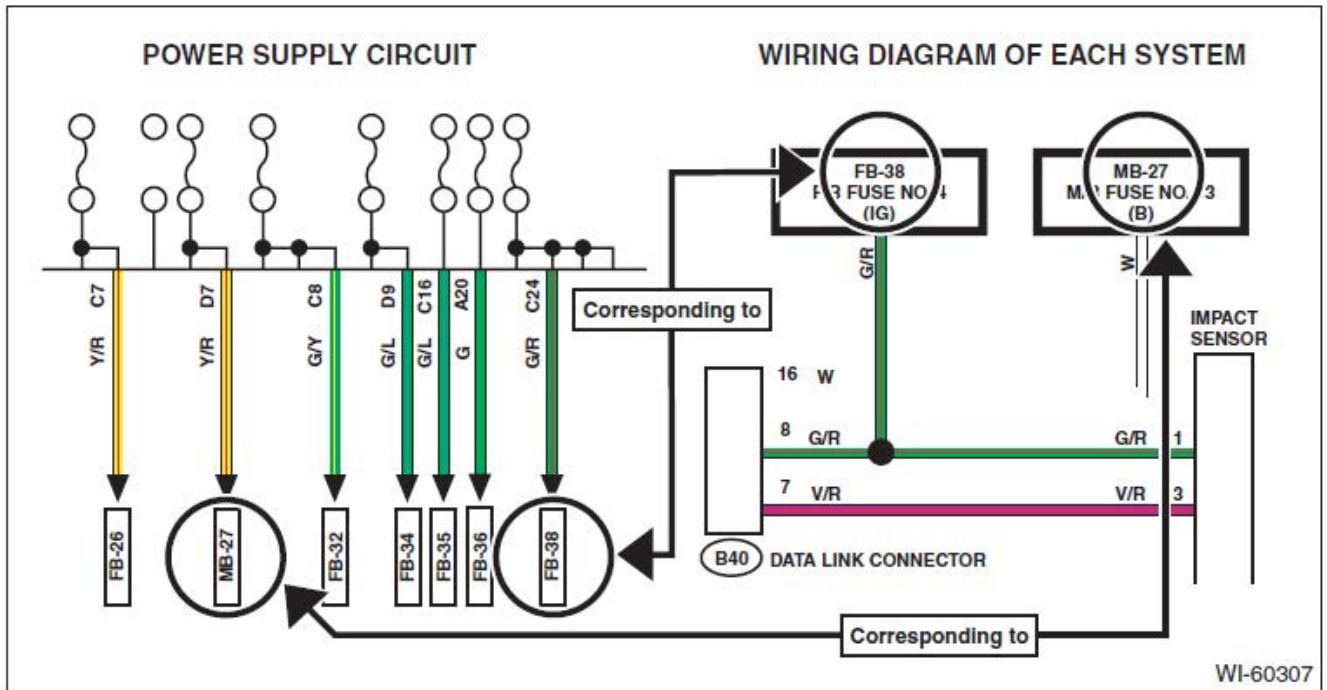 POWER SUPPLY CIRCUIT
C7
D7
C8
D9
C16
A20
C24
Y/R
Y/R
G/Y
G/L
G/L
G
G/R
FB-26
MB-27
FB-32
FB-34
FB-35
FB-36
FB-38
Corresponding to
WIRING DIAGRAM OF EACH SYSTEM
FB-38
FUSE NO. 4
(IG)
MB-27
FUSE NO. 3
(B)
G/R
W
IMPACT
SENSOR
16 W
8 G/R G/R 1
7 V/R V/R 3
B40 DATA LINK CONNECTOR
Corresponding to
WI-60307